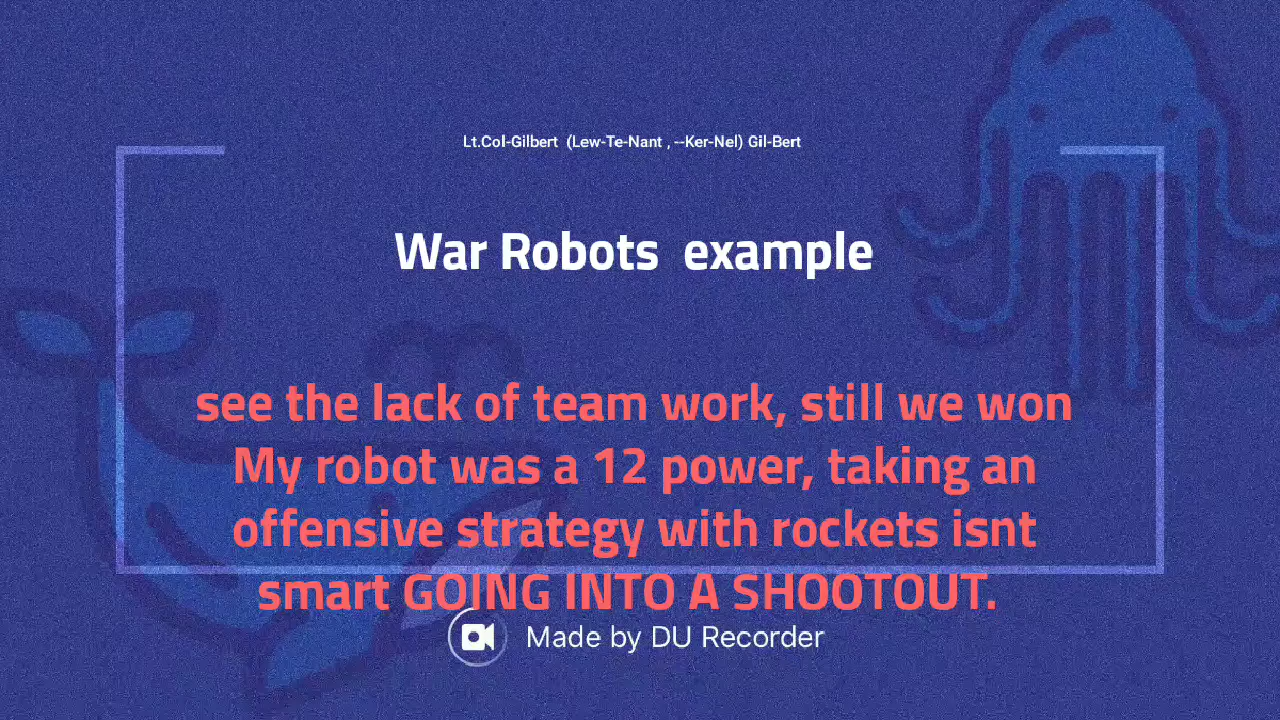 Lt.Col-Gilbert (Lew-Te-Nant , --Ker-Nel) Gil-Bert
War Robots example
see the lack of team work, still we won
My robot was a 12 power, taking an
offensive strategy with rockets isnt
smart GOING INTO A SHOOTOUT.
Made by DU Recorder